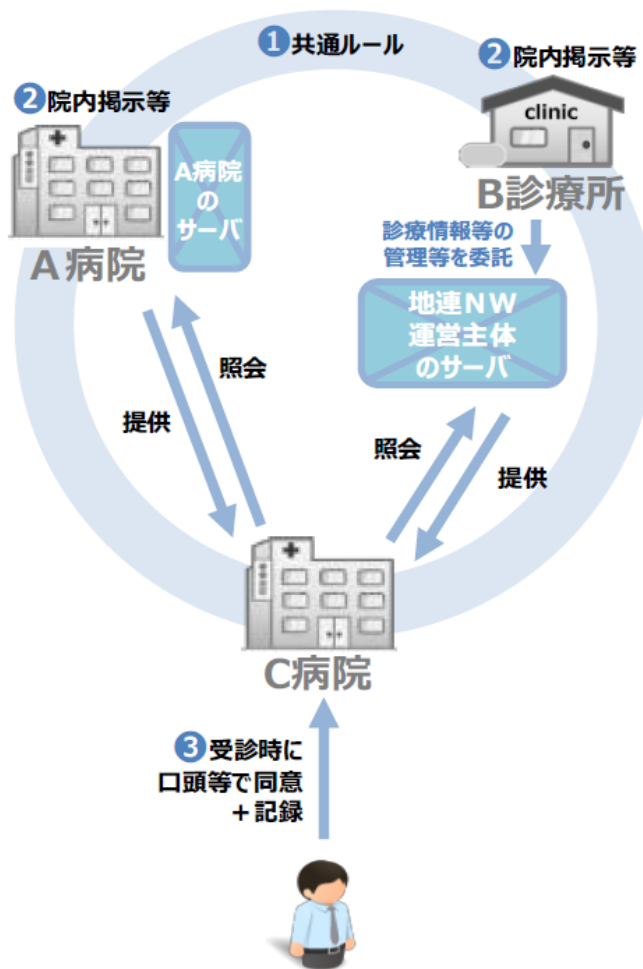 ❶共通ルール
❷院内掲示等
❷院内掲示等
clinic
A病院
の
サーバ
A病院
B診療所
診療情報等の
管理等を委託
地連NW
運営主体
のサーバ
照会
提供
照会
提供
C病院
❸受診時に
口頭等で同意
＋記録